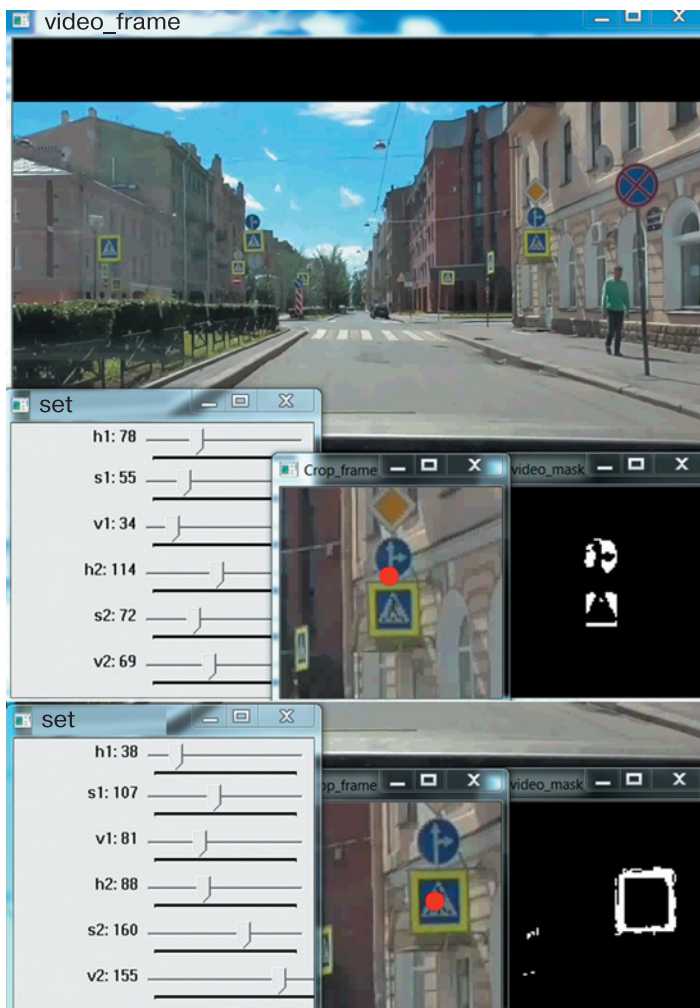 video_frame
set
h1: 78
s1: 55
v1: 34
h2: 114
s2: 72
v2: 69
Crop_frame
video_mask
set
h1: 38
s1: 107
v1: 81
h2: 88
s2: 160
v2: 155
op_frame
video_mask